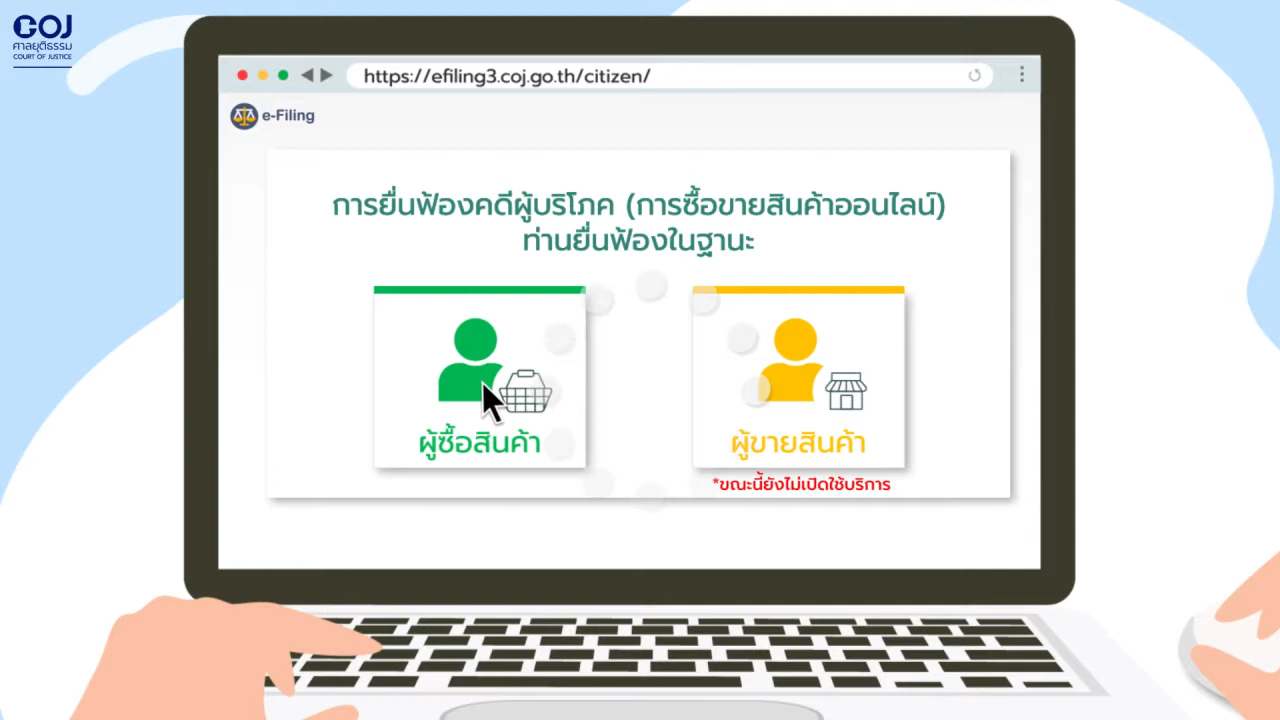 COJ
ศาลยุติธรรม
COURT OF JUSTICE
https://efiling3.coj.go.th/citizen/
e-Filing
การยื่นฟ้องคดีผู้บริโภค (การซื้อขายสินค้าออนไลน์)
ท่านยื่นฟ้องในฐานะ
ผู้ซื้อสินค้า
ผู้ขายสินค้า
*ขณะนี้ยังไม่เปิดใช้บริการ